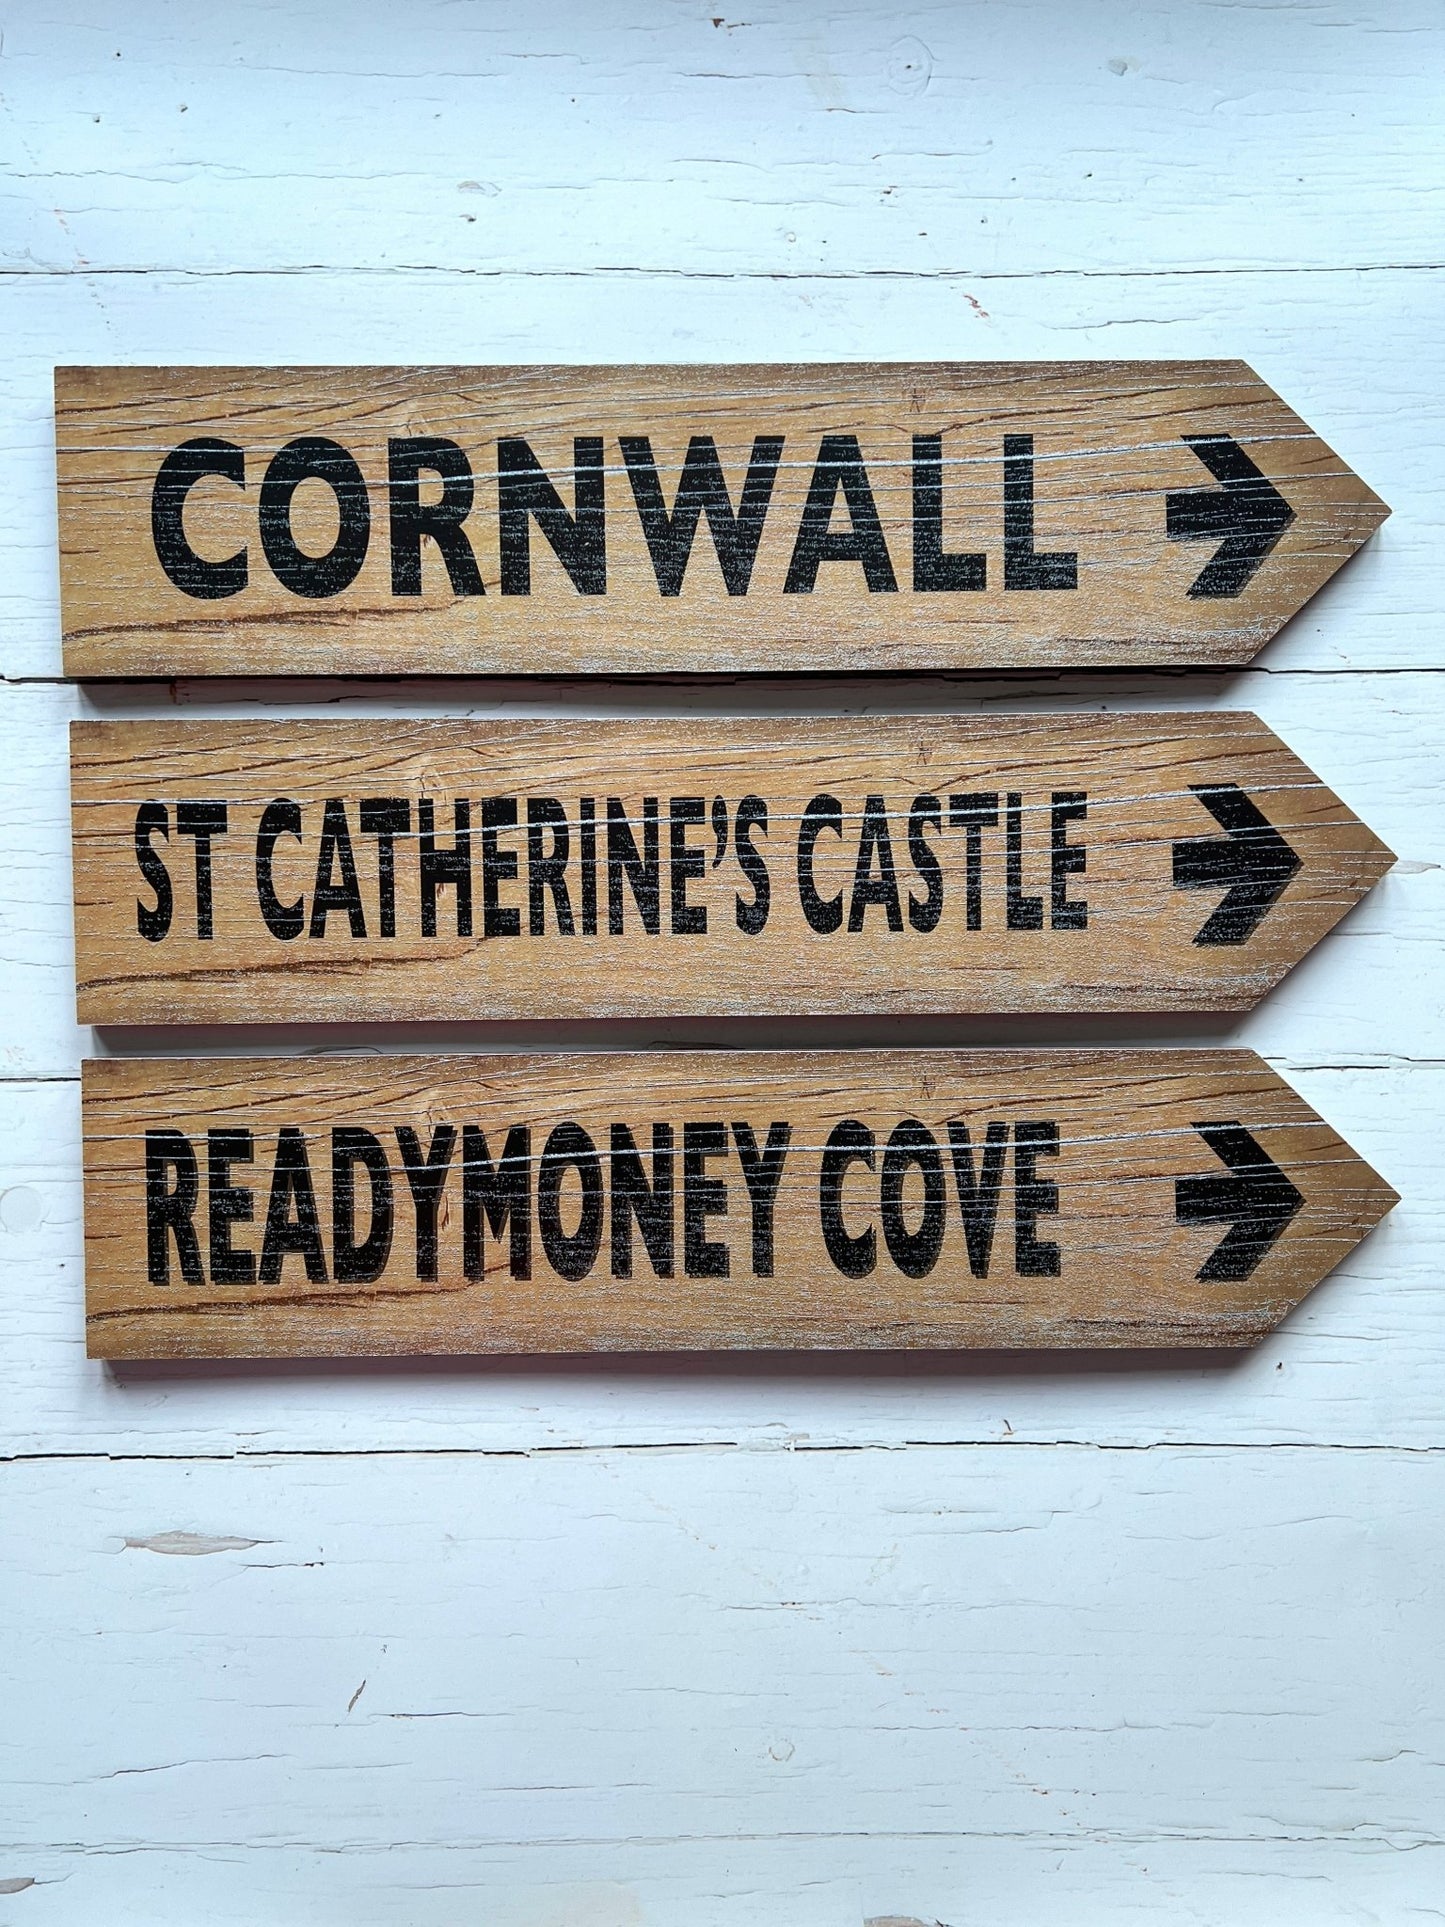 CORNWALL
ST CATHERINE'S CASTLE
READYMONEY COVE